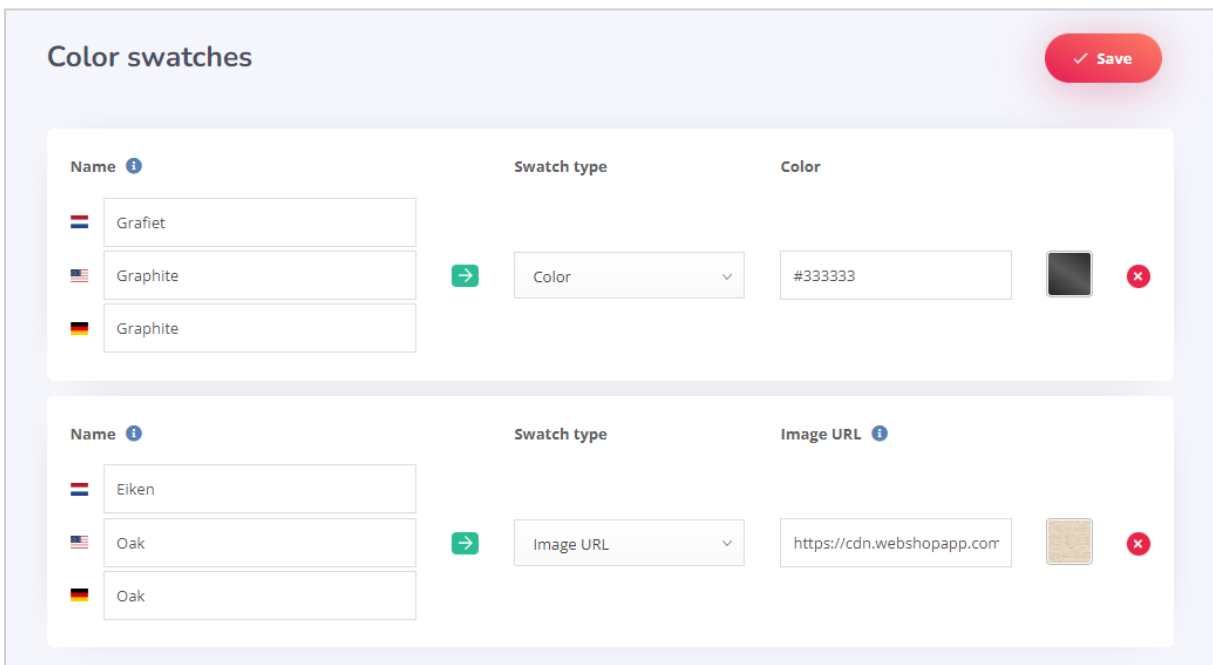 Color swatches
Save
Name
Swatch type
Color
Grafiet
Graphite
Color
#333333
Graphite
Name
Swatch type
Image URL
Eiken
Oak
Image URL
https://cdn.webshopapp.com
Oak